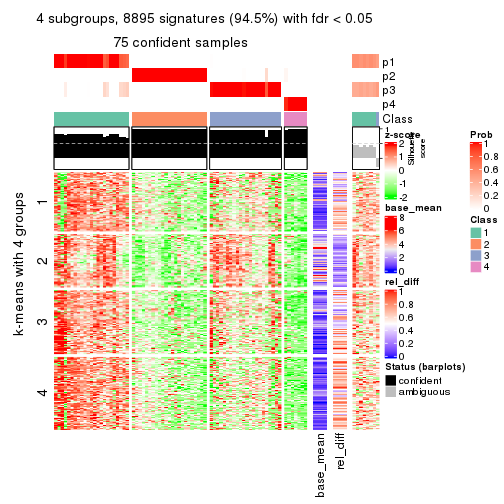 4 subgroups, 8895 signatures (94.5%) with fdr < 0.05
75 confident samples
p1
p2
p3
p4
Class
1
Silhouette
score
k-means with 4 groups
1
2
3
4
base_mean
rel_diff
z-score
2
1
0
-1
-2
base_mean
8
6
4
2
0
rel_diff
1
0.8
0.6
0.4
0.2
0
Status (barplots)
confident
ambiguous
Prob
1
0.8
0.6
0.4
0.2
0
Class
1
2
3
4